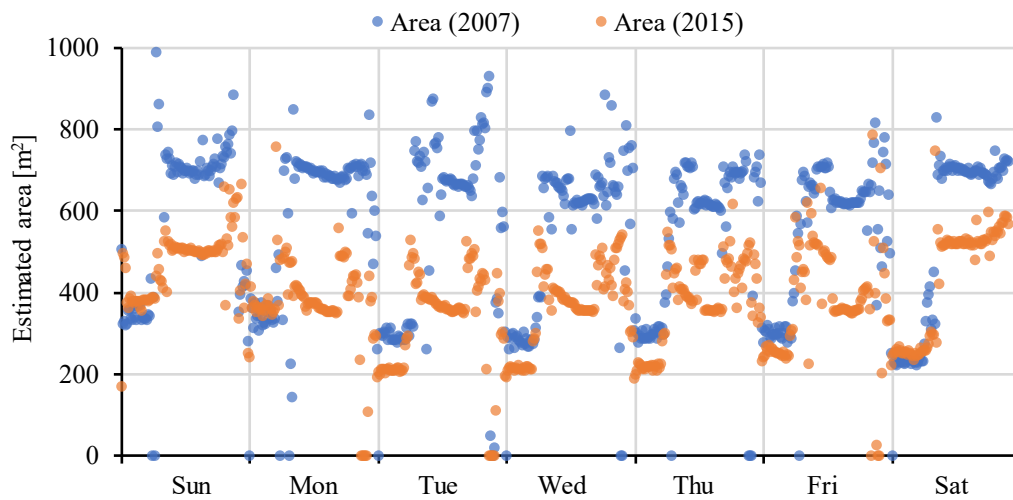 Area (2007) Area (2015)
Estimated area [m²]
1000
800
600
400
200
0
Sun Mon Tue Wed Thu Fri Sat